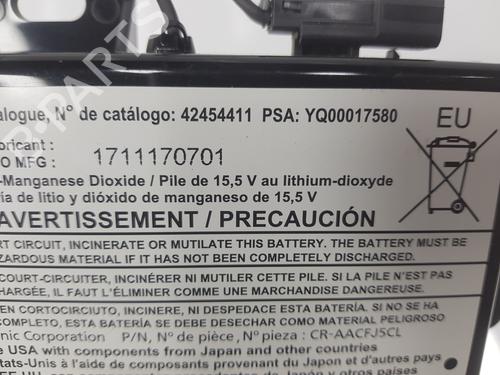 alogue, N° de catálogo: 42454411 PSA: YQ00017580
EU
bricant :
O MFG : 1711170701
-Manganese Dioxide / Pile de 15,5 V au lithium-dioxyde
ía de litio y dióxido de manganeso de 15,5 V
AVERTISSEMENT / PRECAUCIÓN
RT CIRCUIT, INCINERATE OR MUTILATE THIS BATTERY. THE BATTERY MUST BE
ZARDOUS MATERIAL IF IT HAS NOT BEEN COMPLETELY DISCHARGED.
COURT-CIRCUITER, INCINÉRER NI MUTILER CETTE PILE. SI LA PILE N'EST PAS
HARGÉE, IL FAUT L'ÉLIMINER COMME UNE MARCHANDISE DANGEREUSE.
EN CORTOCIRCUITO, INCINERE, NI DESPEDACE ESTA BATERÍA. SI NO SE HA
O COMPLETAMENTE, ESTA BATERÍA SE DEBE DESECHAR COMO MATERIAL PELIGROSO
nic Corporation P/N, N° de pièce, N° pieza : CR-AACFJ5CL
e USA with components from Japan and other countries
tats-Unis à l'aide de composants provenant du Japon et d'autres